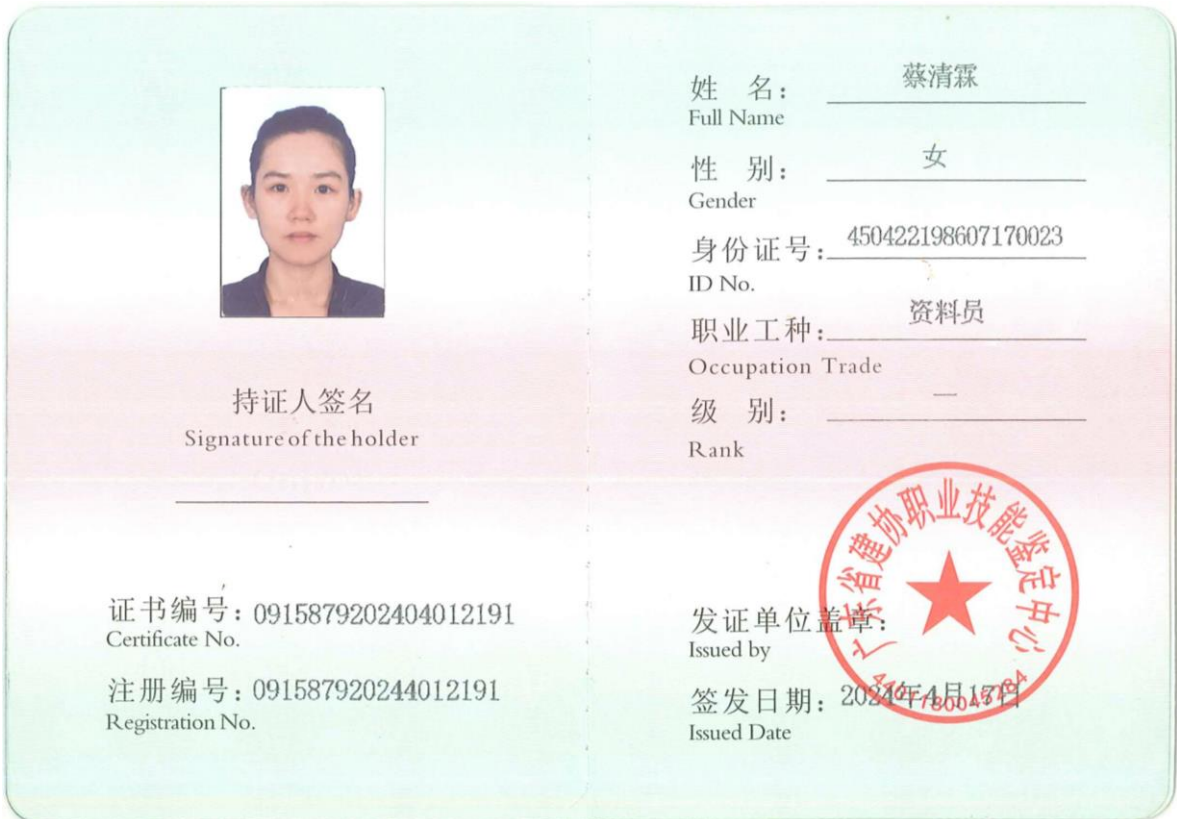 持证人签名
Signature of the holder
证书编号：0915879202404012191
Certificate No.
注册编号：091587920244012191
Registration No.
姓 名：蔡清霖
Full Name
性 别：女
Gender
身份证号：450422198607170023
ID No.
职业工种：资料员
Occupation Trade
级 别：一
Rank
发证单位盖章：
Issued by
签发日期：2024年4月17日
Issued Date
广东省建协职业技能鉴定中心